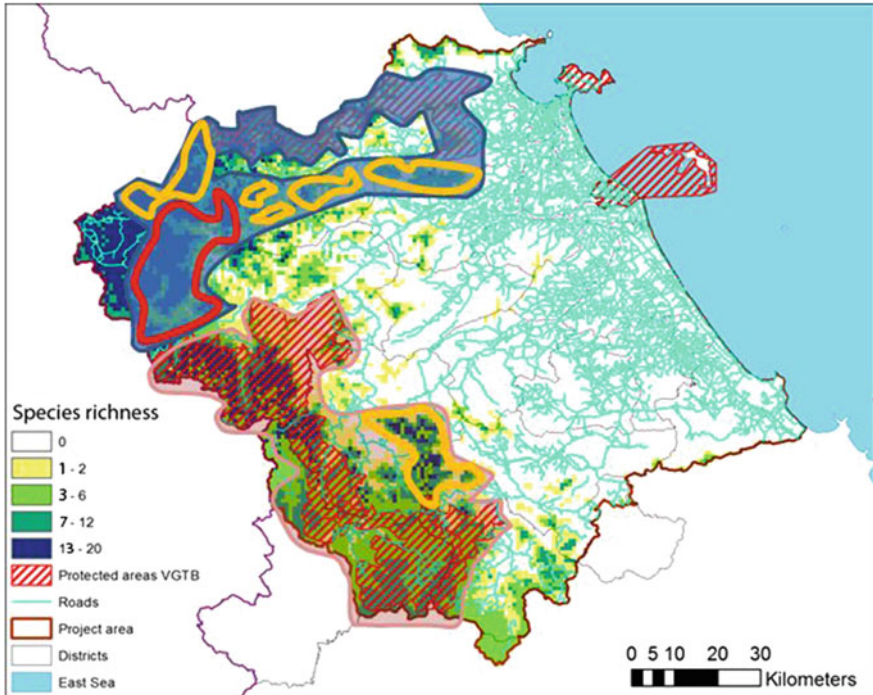 Species richness
0
1 - 2
3 - 6
7 - 12
13 - 20
Protected areas VGTB
Roads
Project area
Districts
East Sea
0 5 10 20 30
Kilometers